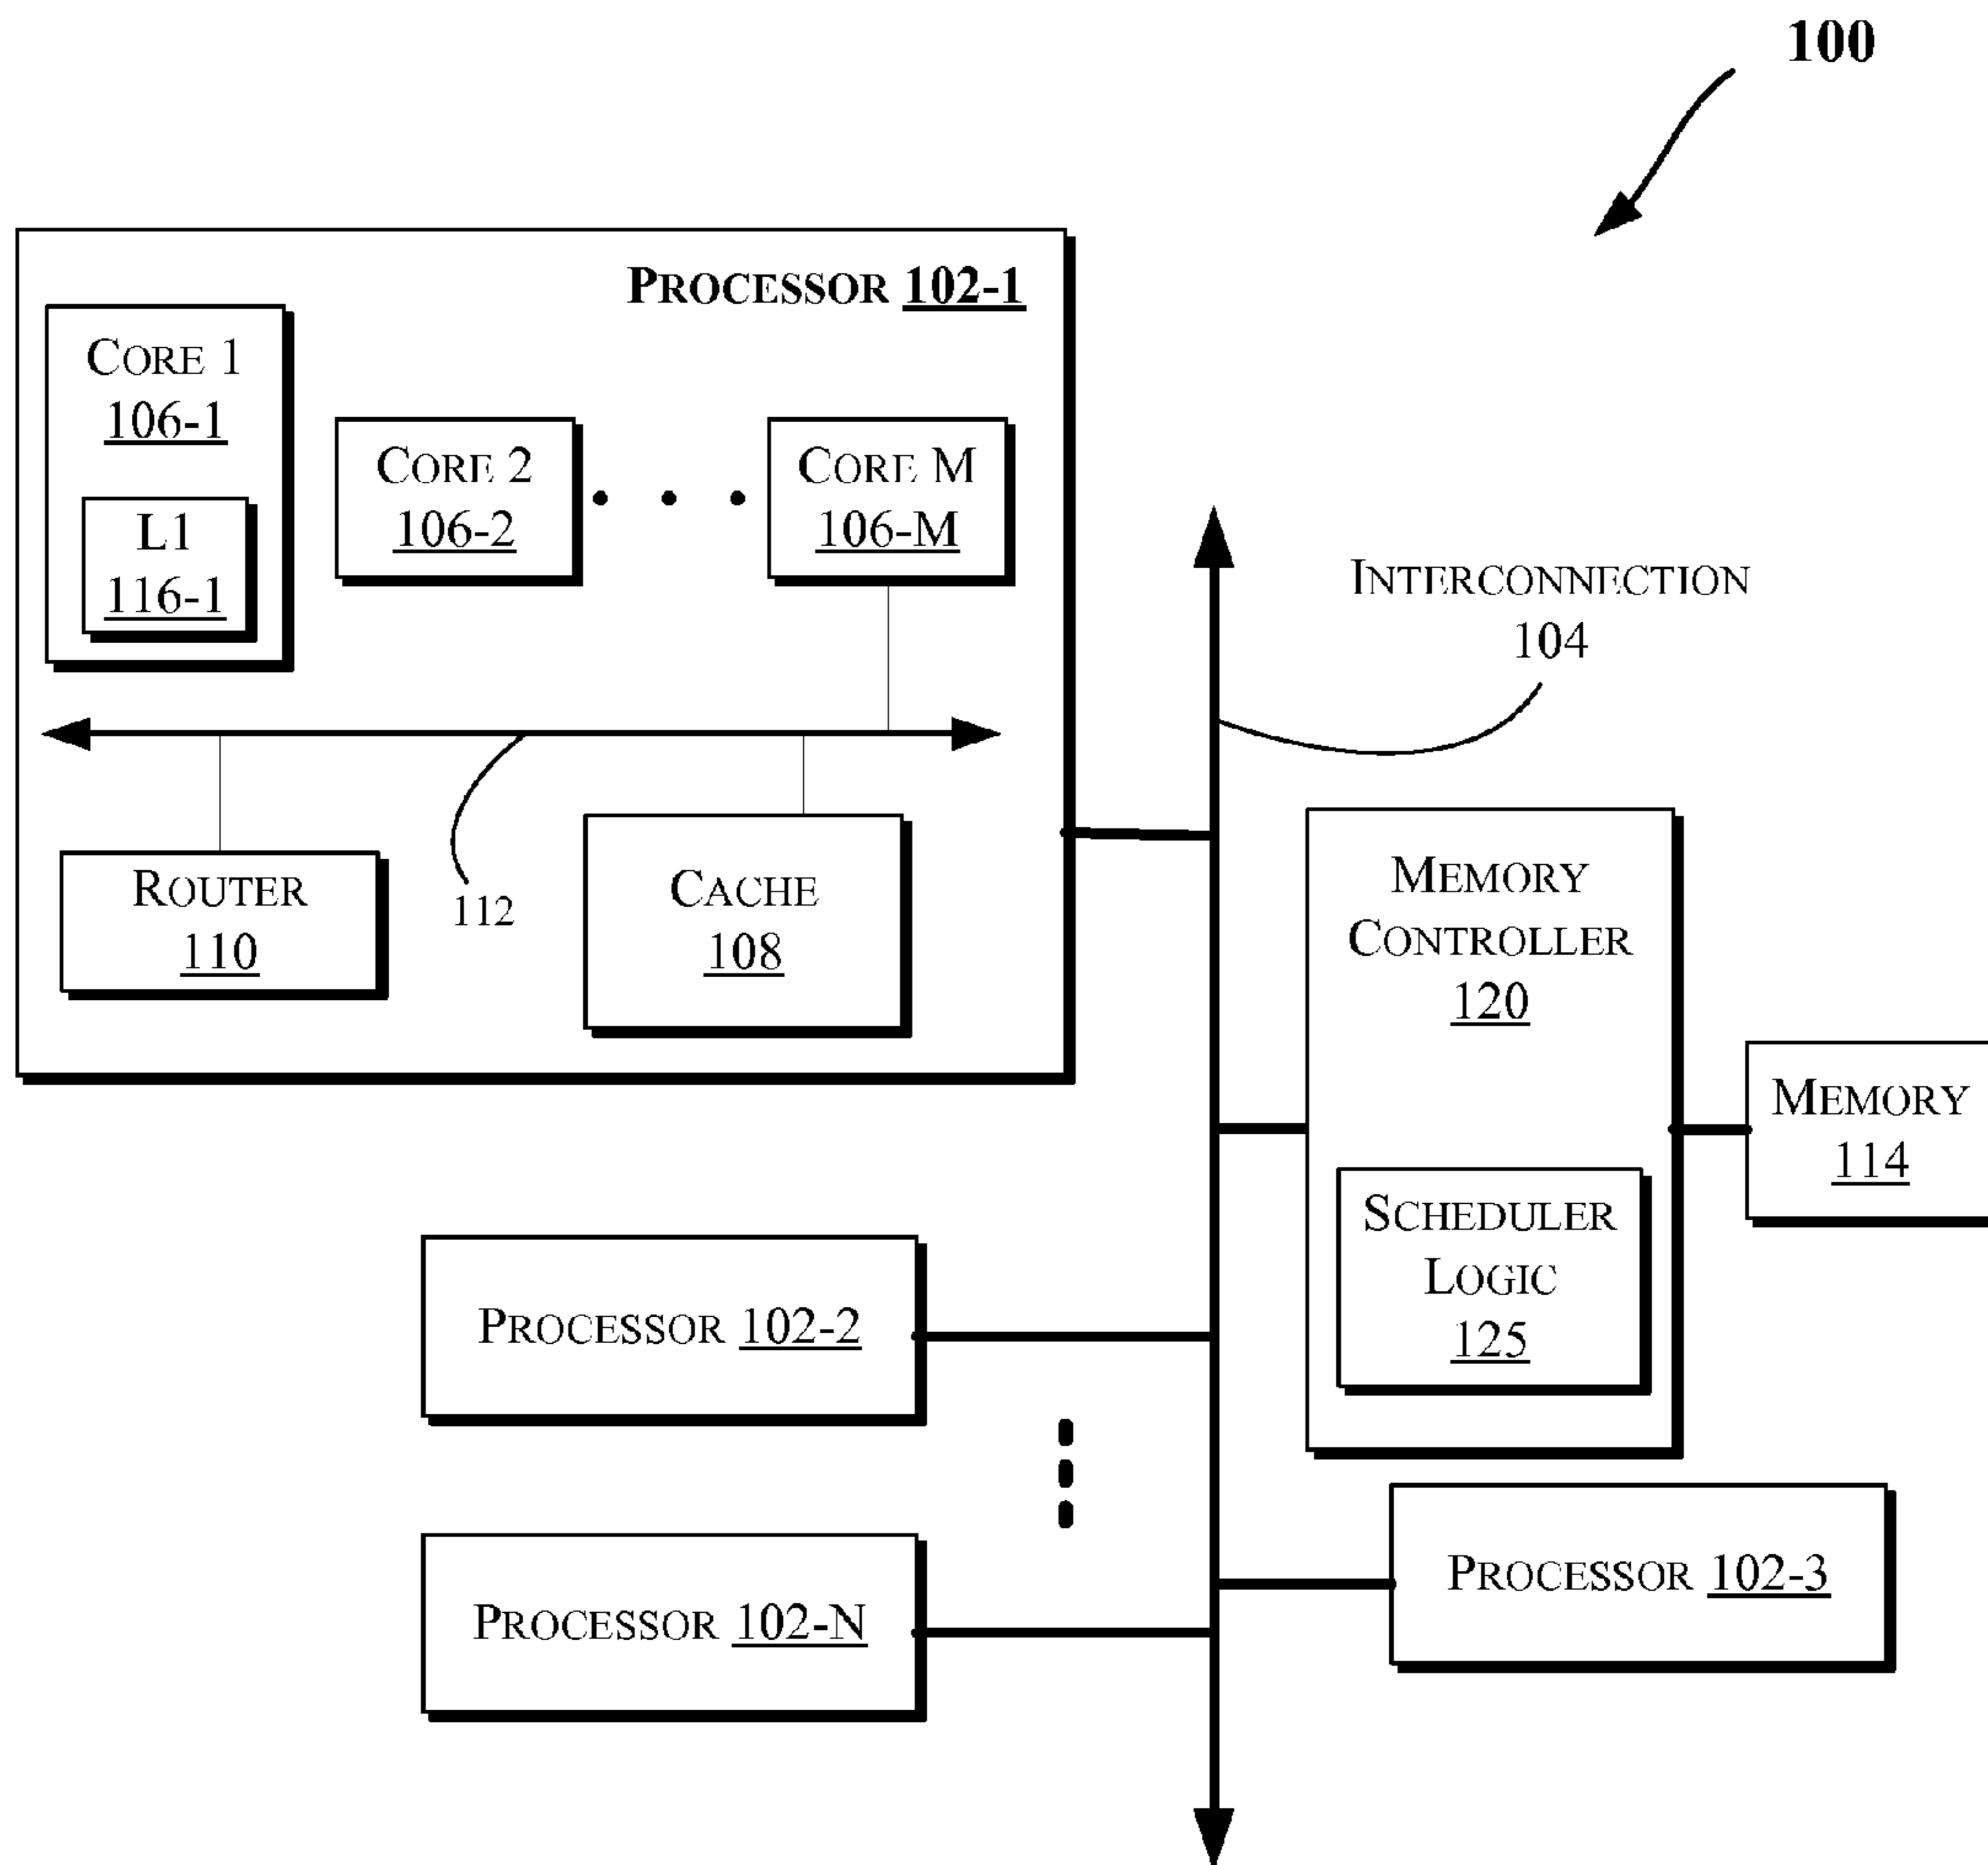 100
PROCESSOR 102-1
CORE 1
106-1
L1
116-1
CORE 2
106-2
CORE M
106-M
INTERCONNECTION
104
ROUTER
110
112
CACHE
108
MEMORY
CONTROLLER
120
SCHEDULER
LOGIC
125
MEMORY
114
PROCESSOR 102-2
PROCESSOR 102-N
PROCESSOR 102-3